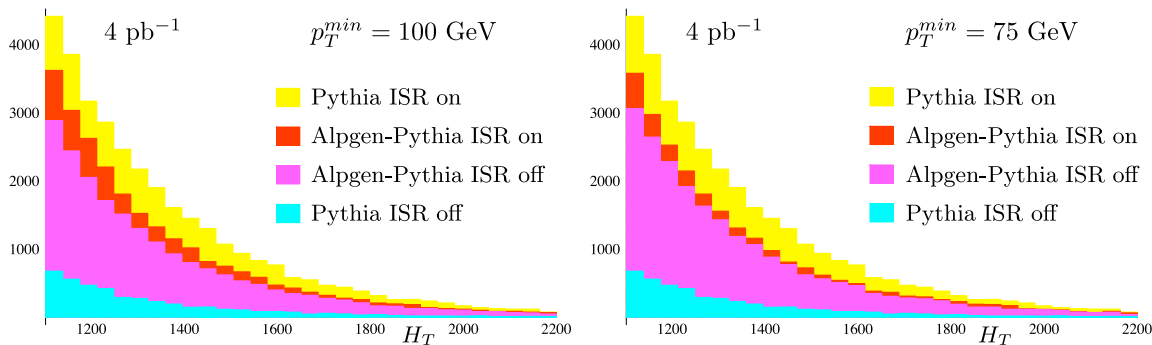 4 pb⁻¹ p_T^{min} = 100 GeV
4000
3000
2000
1000
Pythia ISR on
Alpgen-Pythia ISR on
Alpgen-Pythia ISR off
Pythia ISR off
1200 1400 1600 1800 2000 2200
H_T
4 pb⁻¹ p_T^{min} = 75 GeV
4000
3000
2000
1000
Pythia ISR on
Alpgen-Pythia ISR on
Alpgen-Pythia ISR off
Pythia ISR off
1200 1400 1600 1800 2000 2200
H_T